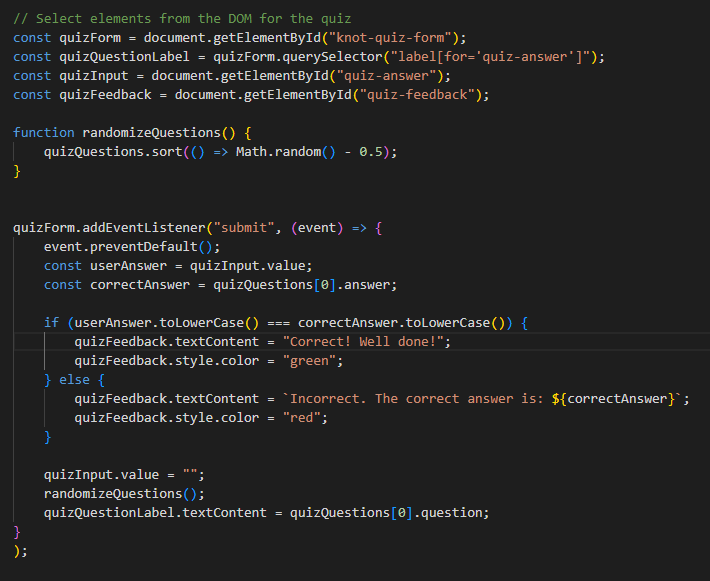 // Select elements from the DOM for the quiz
const quizForm = document.getElementById("knot-quiz-form");
const quizQuestionLabel = quizForm.querySelector("label[for='quiz-answer']");
const quizInput = document.getElementById("quiz-answer");
const quizFeedback = document.getElementById("quiz-feedback");

function randomizeQuestions() {
    quizQuestions.sort(() => Math.random() - 0.5);
}


quizForm.addEventListener("submit", (event) => {
    event.preventDefault();
    const userAnswer = quizInput.value;
    const correctAnswer = quizQuestions[0].answer;

    if (userAnswer.toLowerCase() === correctAnswer.toLowerCase()) {
        quizFeedback.textContent = "Correct! Well done!";
        quizFeedback.style.color = "green";
    } else {
        quizFeedback.textContent = `Incorrect. The correct answer is: ${correctAnswer}`;
        quizFeedback.style.color = "red";
    }

    quizInput.value = "";
    randomizeQuestions();
    quizQuestionLabel.textContent = quizQuestions[0].question;
}
);